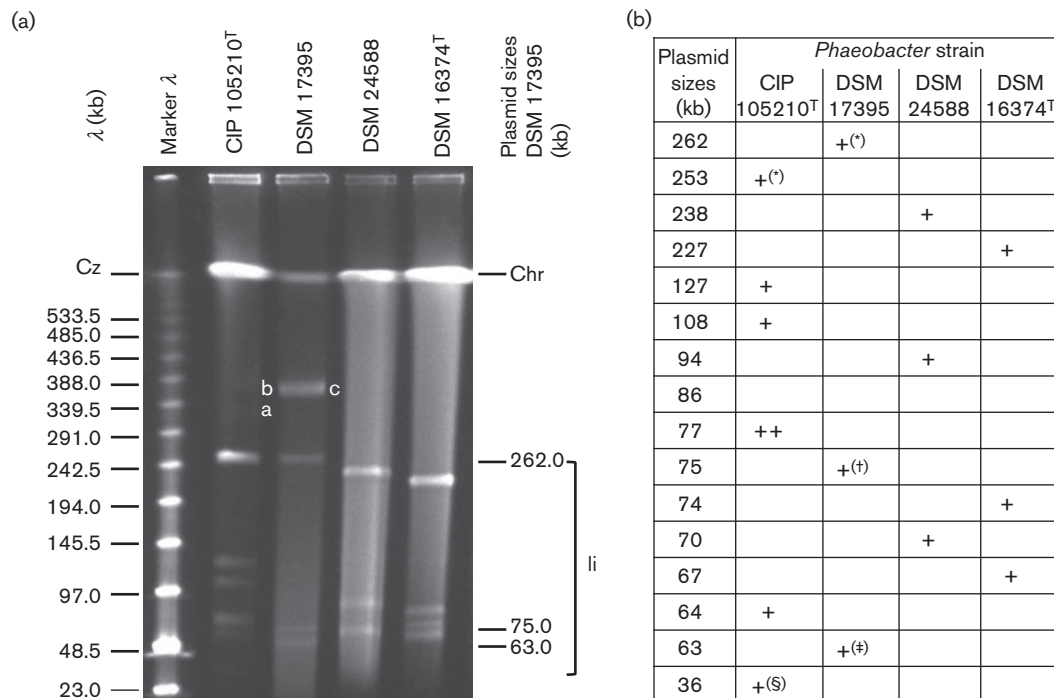 (a)
λ (kb)
Marker λ
CIP 105210T
DSM 17395
DSM 24588
DSM 16374T
Plasmid sizes
DSM 17395
(kb)
Cz
Chr
533.5
485.0
436.5
388.0
339.5
291.0
242.5
194.0
145.5
97.0
48.5
23.0
b c
a
262.0
75.0
63.0
li
(b)
Plasmid sizes (kb) Phaeobacter strain
CIP 105210T DSM 17395 DSM 24588 DSM 16374T
262 +(*)
253 +(*)
238 +
227 +
127 +
108 +
94 +
86
77 ++
75 +(†)
74 +
70 +
67 +
64 +
63 +(‡)
36 +(§)